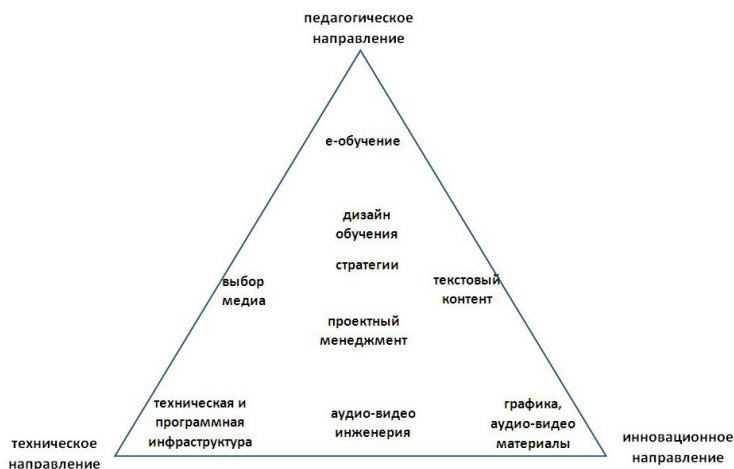 педагогическое
направление
е-обучение
дизайн
обучения
стратегии
выбор
медиа
текстовый
контент
проектный
менеджмент
техническая и
программная
инфраструктура
аудио-видео
инженерия
графика,
аудио-видео
материалы
техническое
направление
инновационное
направление